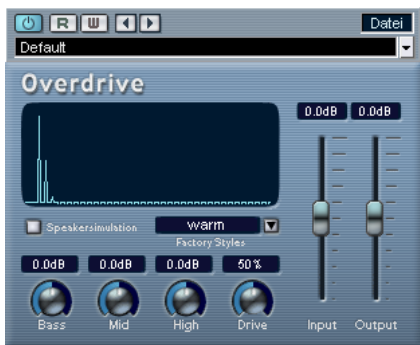 R W Datei
Default
Overdrive
0.0dB 0.0dB
Speakersimulation warm
Factory Styles
0.0dB 0.0dB 0.0dB 50 %
Bass Mid High Drive Input Output